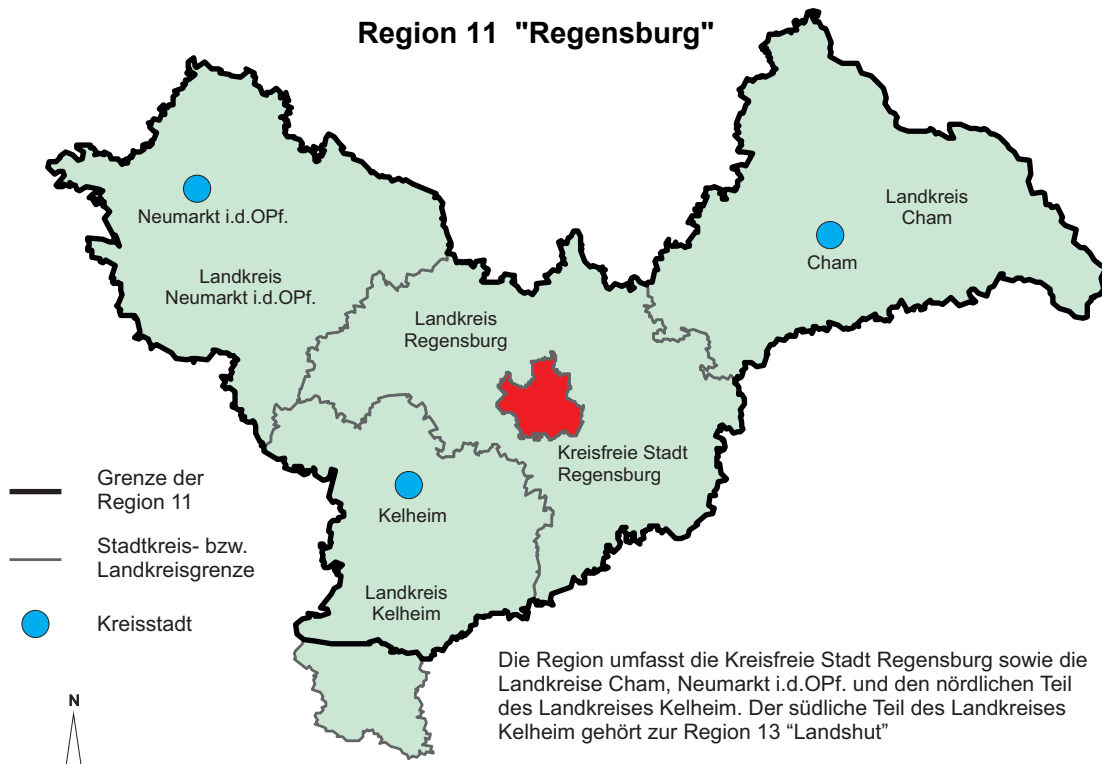 Region 11 "Regensburg"
Neumarkt i.d.OPf.
Landkreis
Neumarkt i.d.OPf.
Landkreis
Cham
Cham
Landkreis
Regensburg
Kreisfreie Stadt
Regensburg
Kelheim
Landkreis
Kelheim
Grenze der
Region 11
Stadtkreis- bzw.
Landkreisgrenze
Kreisstadt
N
Die Region umfasst die Kreisfreie Stadt Regensburg sowie die
Landkreise Cham, Neumarkt i.d.OPf. und den nördlichen Teil
des Landkreises Kelheim. Der südliche Teil des Landkreises
Kelheim gehört zur Region 13 “Landshut”